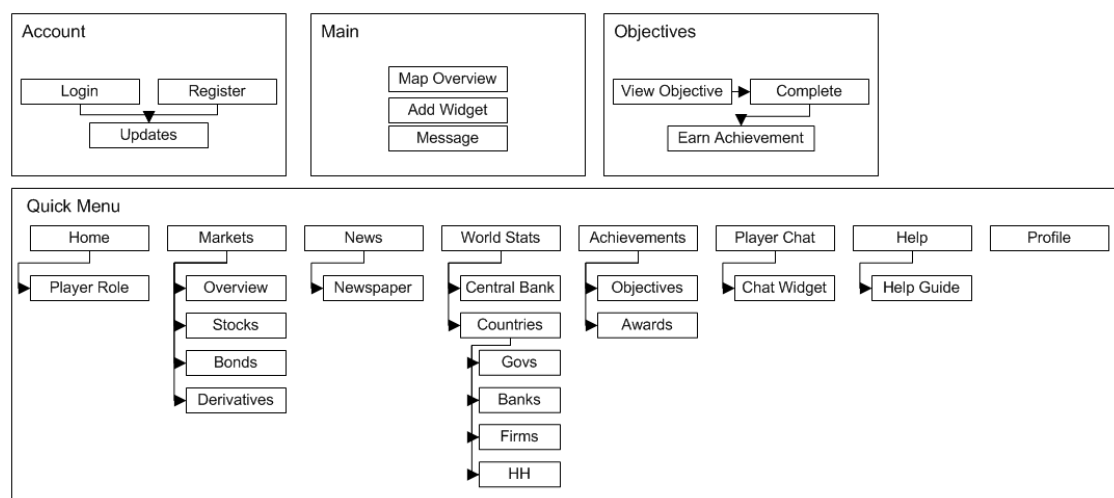 Account
Login
Register
Updates
Main
Map Overview
Add Widget
Message
Objectives
View Objective
Complete
Earn Achievement
Quick Menu
Home
Player Role
Markets
Overview
Stocks
Bonds
Derivatives
News
Newspaper
World Stats
Central Bank
Countries
Govs
Banks
Firms
HH
Achievements
Objectives
Awards
Player Chat
Chat Widget
Help
Help Guide
Profile